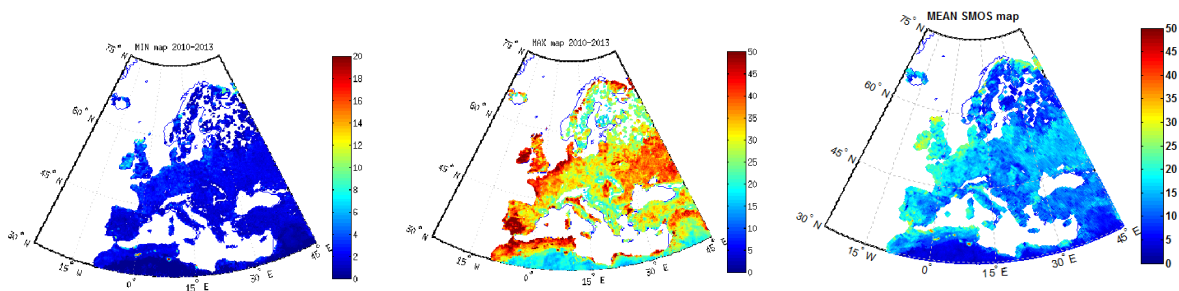 MIN map 2010-2013
75° N
60° N
45° N
30° N
15° W
0°
15° E
30° E
45° E
20
18
16
14
12
10
8
6
4
2
0
MAX map 2010-2013
75° N
60° N
45° N
30° N
15° W
0°
15° E
30° E
45° E
50
45
40
35
30
25
20
15
10
5
0
MEAN SMOS map
75° N
60° N
45° N
30° N
15° W
0°
15° E
30° E
45° E
50
45
40
35
30
25
20
15
10
5
0